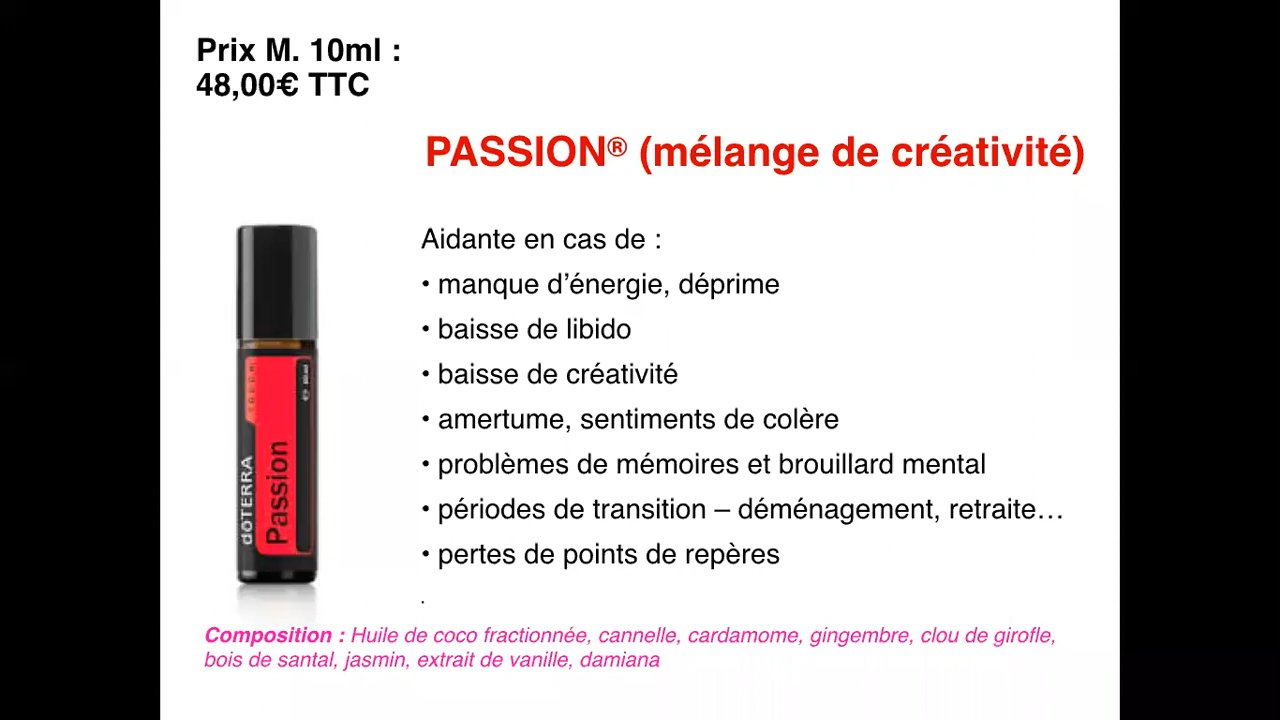 Prix M. 10ml :
48,00€ TTC
PASSION® (mélange de créativité)
Aidante en cas de :
• manque d’énergie, déprime
• baisse de libido
• baisse de créativité
• amertume, sentiments de colère
• problèmes de mémoires et brouillard mental
• périodes de transition – déménagement, retraite…
• pertes de points de repères
.
dōTERRA
Passion
TOUCH
10 ml
Composition : Huile de coco fractionnée, cannelle, cardamome, gingembre, clou de girofle,
bois de santal, jasmin, extrait de vanille, damiana